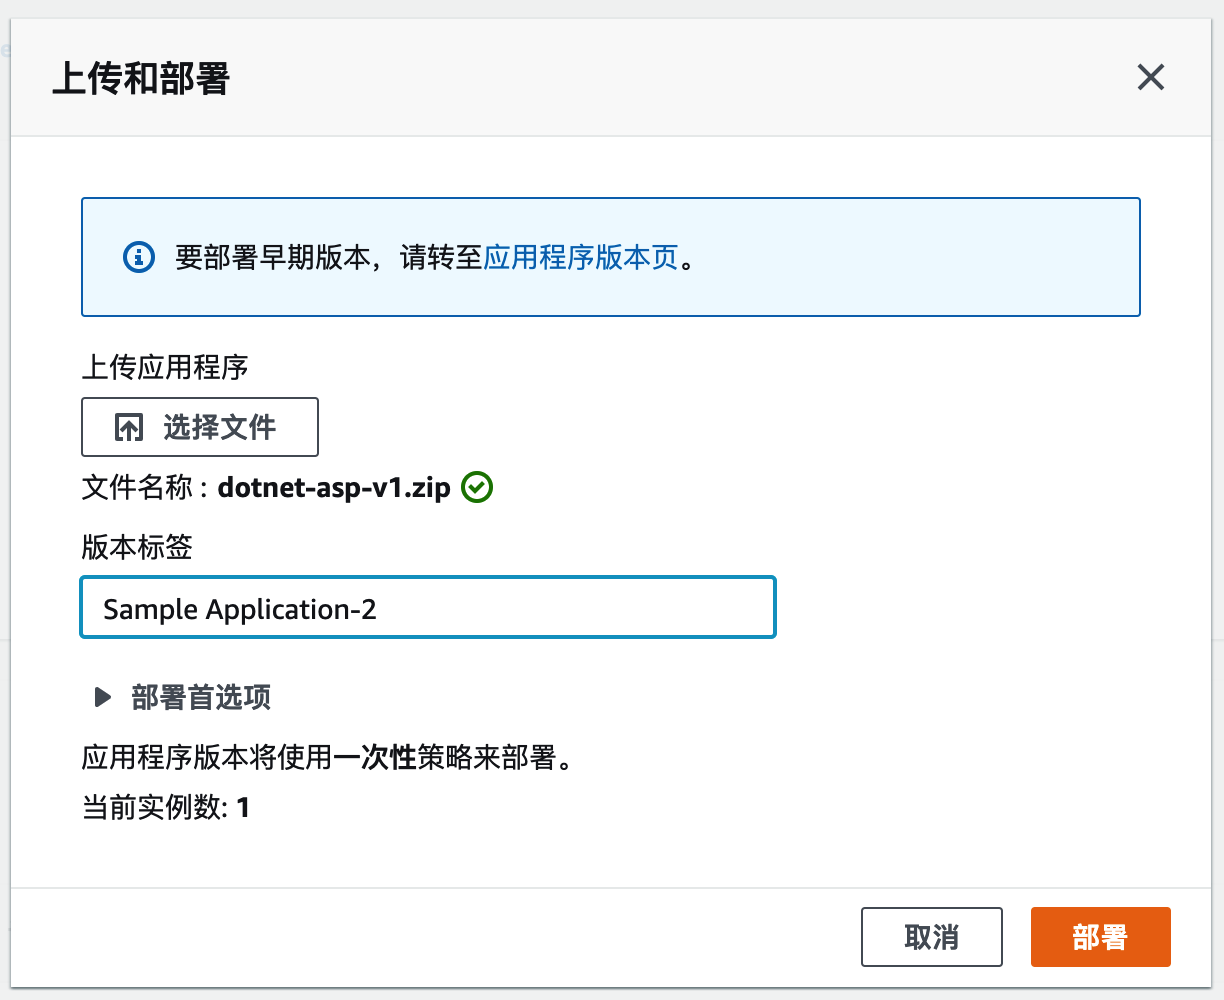 上传和部署
要部署早期版本，请转至应用程序版本页。
上传应用程序
选择文件
文件名称 : dotnet-asp-v1.zip
版本标签
Sample Application-2
部署首选项
应用程序版本将使用一次性策略来部署。
当前实例数: 1
取消 部署